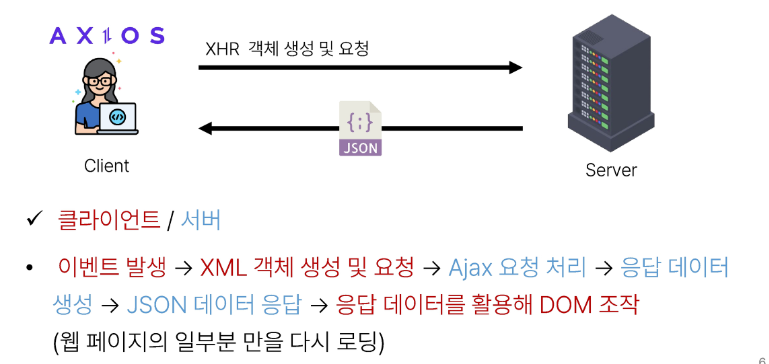 AXIOS
XHR 객체 생성 및 요청
{;}
JSON
</>
Client
Server
✓ 클라이언트 / 서버
• 이벤트 발생 → XML 객체 생성 및 요청 → Ajax 요청 처리 → 응답 데이터
생성 → JSON 데이터 응답 → 응답 데이터를 활용해 DOM 조작
(웹 페이지의 일부분 만을 다시 로딩)
6